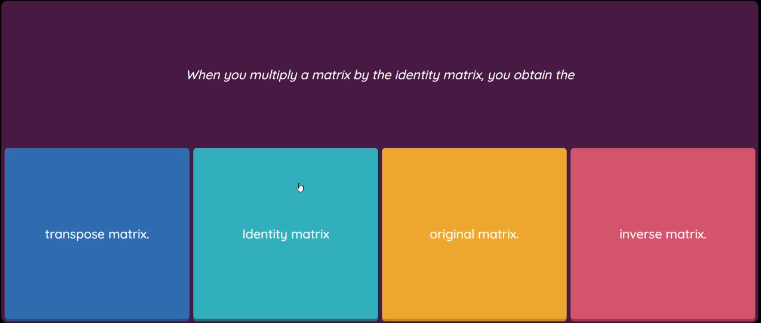 When you multiply a matrix by the identity matrix, you obtain the
transpose matrix.
Identity matrix
original matrix.
inverse matrix.